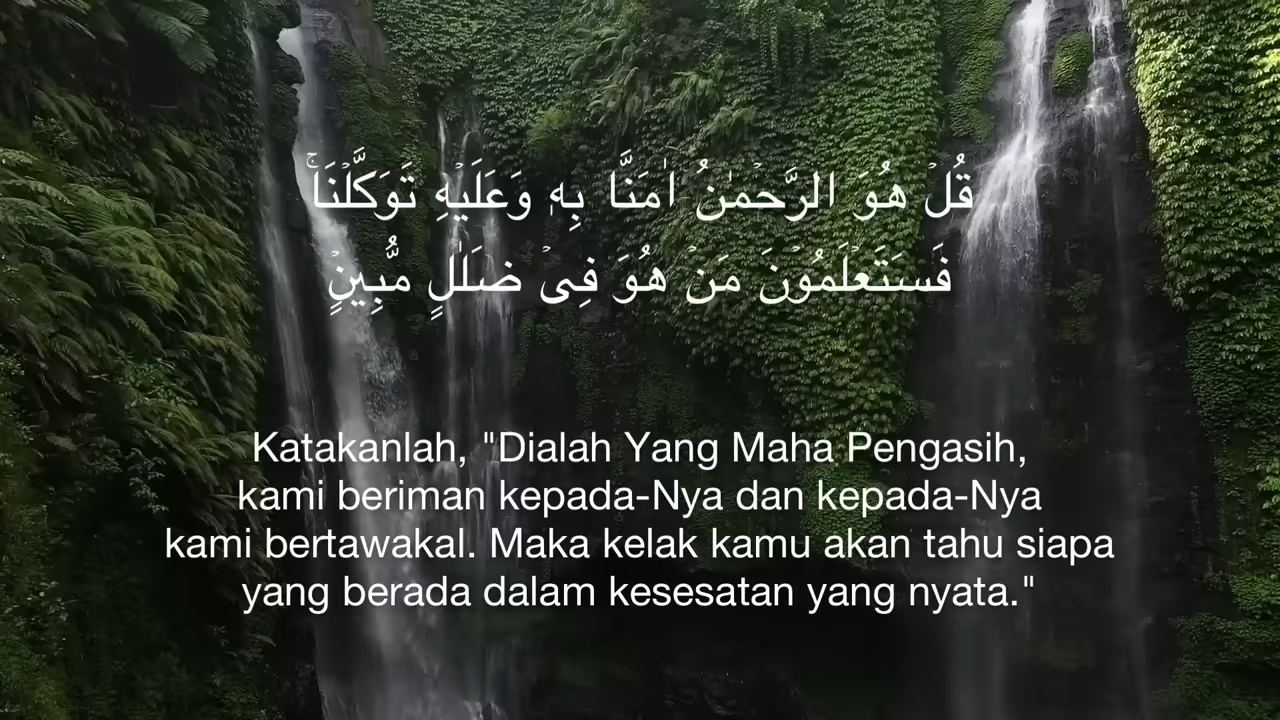 قُلْ هُوَ الرَّحْمٰنُ اٰمَنَّا بِهٖ وَعَلَيْهِ تَوَكَّلْنَاۚ
فَسَتَعْلَمُوْنَ مَنْ هُوَ فِيْ ضَلٰلٍ مُّبِيْنٍ
Katakanlah, "Dialah Yang Maha Pengasih,
kami beriman kepada-Nya dan kepada-Nya
kami bertawakal. Maka kelak kamu akan tahu siapa
yang berada dalam kesesatan yang nyata."